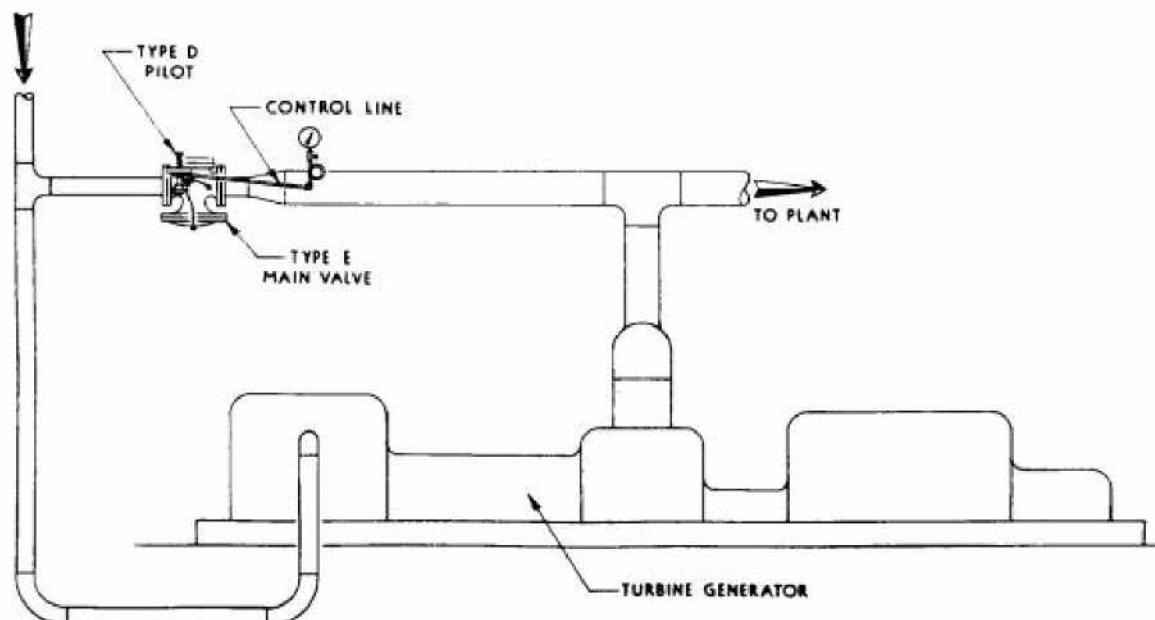 TYPE D
PILOT
CONTROL LINE
TO PLANT
TYPE E
MAIN VALVE
TURBINE GENERATOR